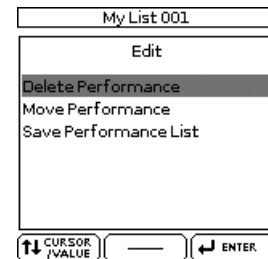 My List 001
Edit
Delete Performance
Move Performance
Save Performance List
CURSOR
/VALUE
ENTER